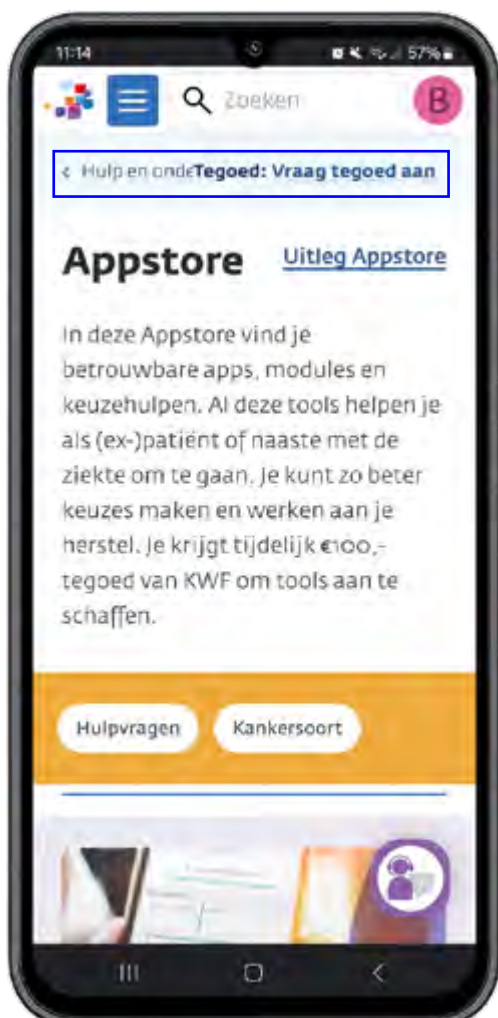 11:14 57%
Zoeken B
‹ Hulp en onde Tegoed: Vraag tegoed aan
Appstore Uitleg Appstore
In deze Appstore vind je
betrouwbare apps, modules en
keuzehulpen. Al deze tools helpen je
als (ex-)patiënt of naaste met de
ziekte om te gaan. Je kunt zo beter
keuzes maken en werken aan je
herstel. Je krijgt tijdelijk €100,-
tegoed van KWF om tools aan te
schaffen.
Hulpvragen Kankersoort